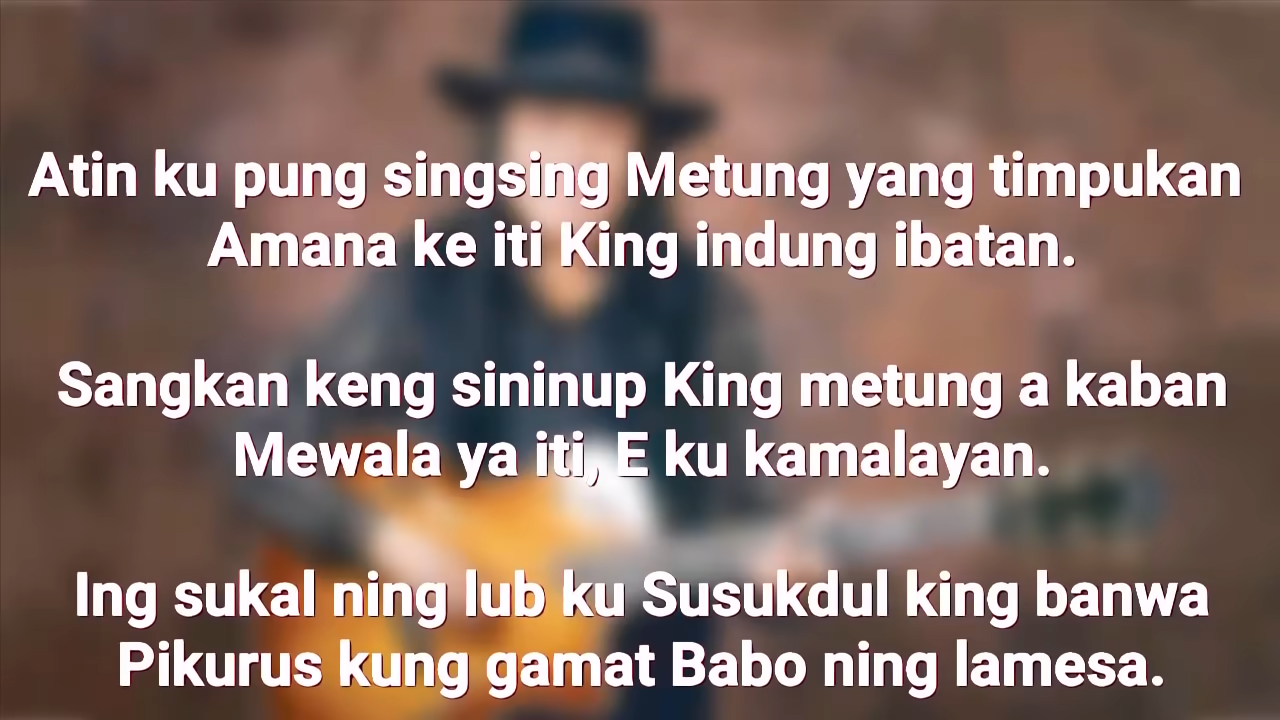 Atin ku pung singsing Metung yang timpukan
Amana ke iti King indung ibatan.
Sangkan keng sininup King metung a kaban
Mewala ya iti, E ku kamalayan.
Ing sukal ning lub ku Susukdul king banwa
Pikurus kung gamat Babo ning lamesa.